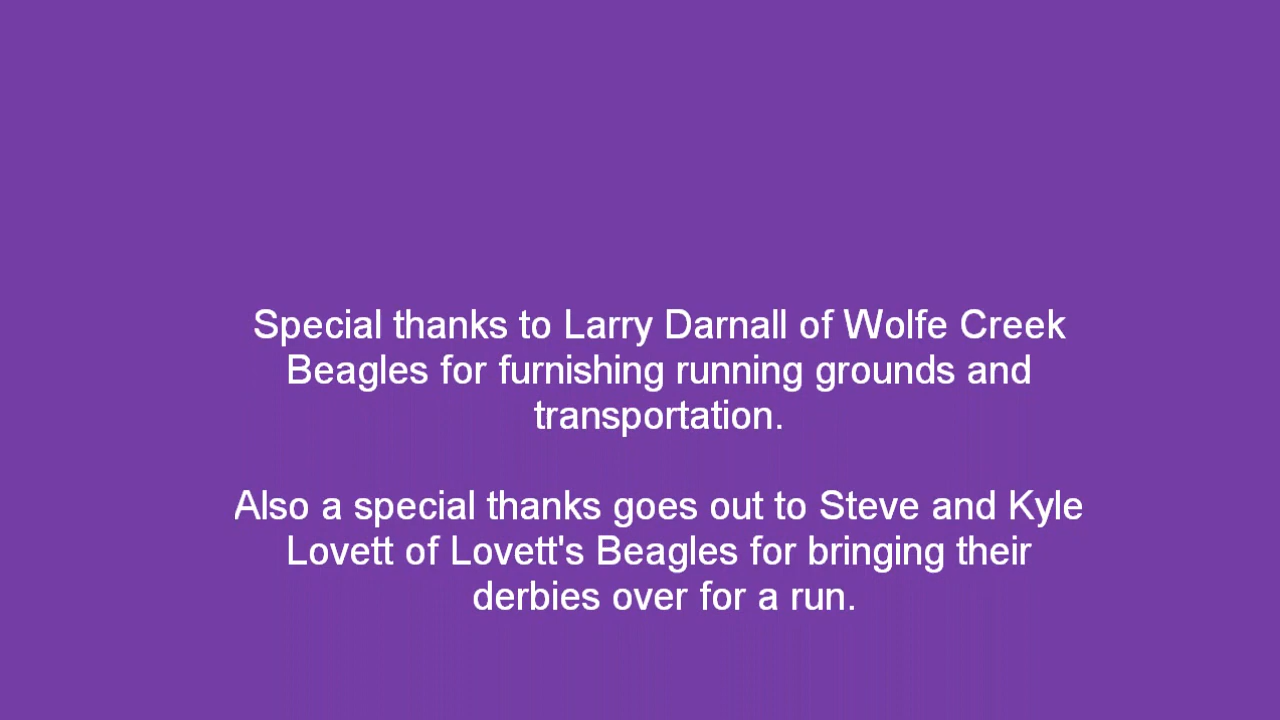 Special thanks to Larry Darnall of Wolfe Creek
Beagles for furnishing running grounds and
transportation.
Also a special thanks goes out to Steve and Kyle
Lovett of Lovett's Beagles for bringing their
derbies over for a run.